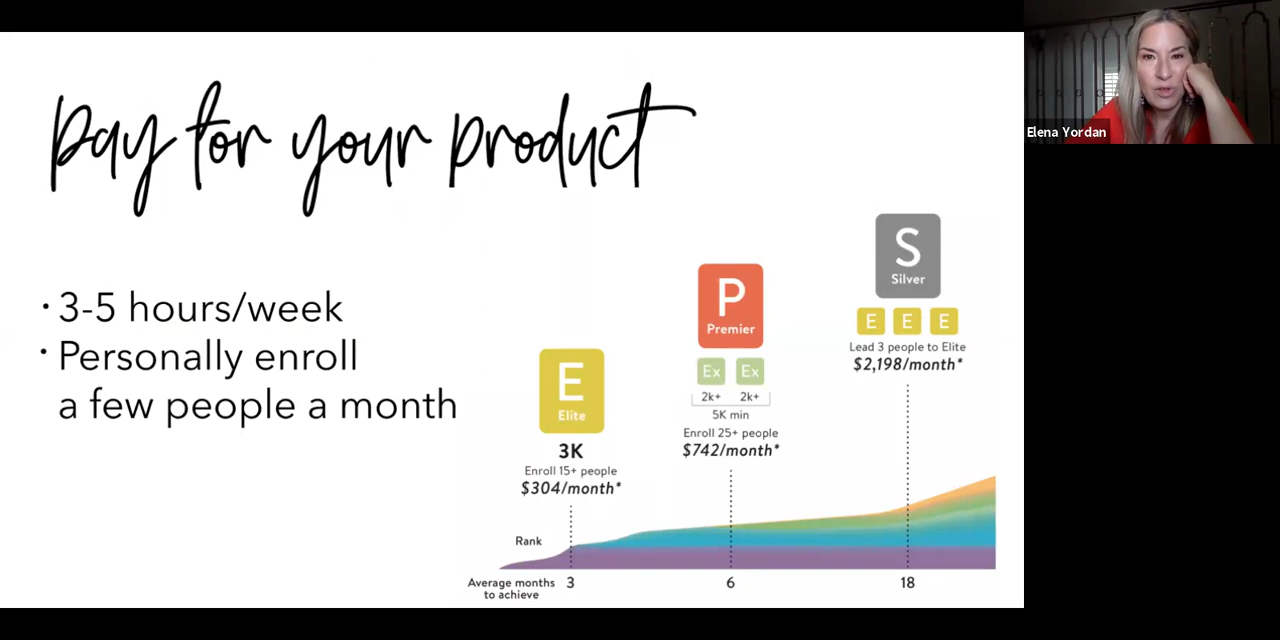 pay for your product
· 3-5 hours/week
· Personally enroll
a few people a month
E
Elite
3K
Enroll 15+ people
$304/month*
P
Premier
Ex Ex
2k+ 2k+
5K min
Enroll 25+ people
$742/month*
S
Silver
E E E
Lead 3 people to Elite
$2,198/month*
Rank
Average months
to achieve
3 6 18
Elena Yordan